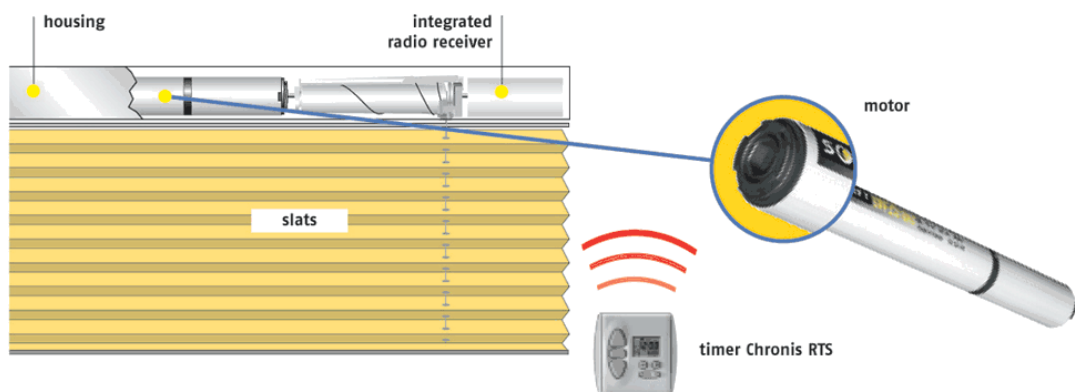 housing
integrated
radio receiver
motor
slats
timer Chronis RTS